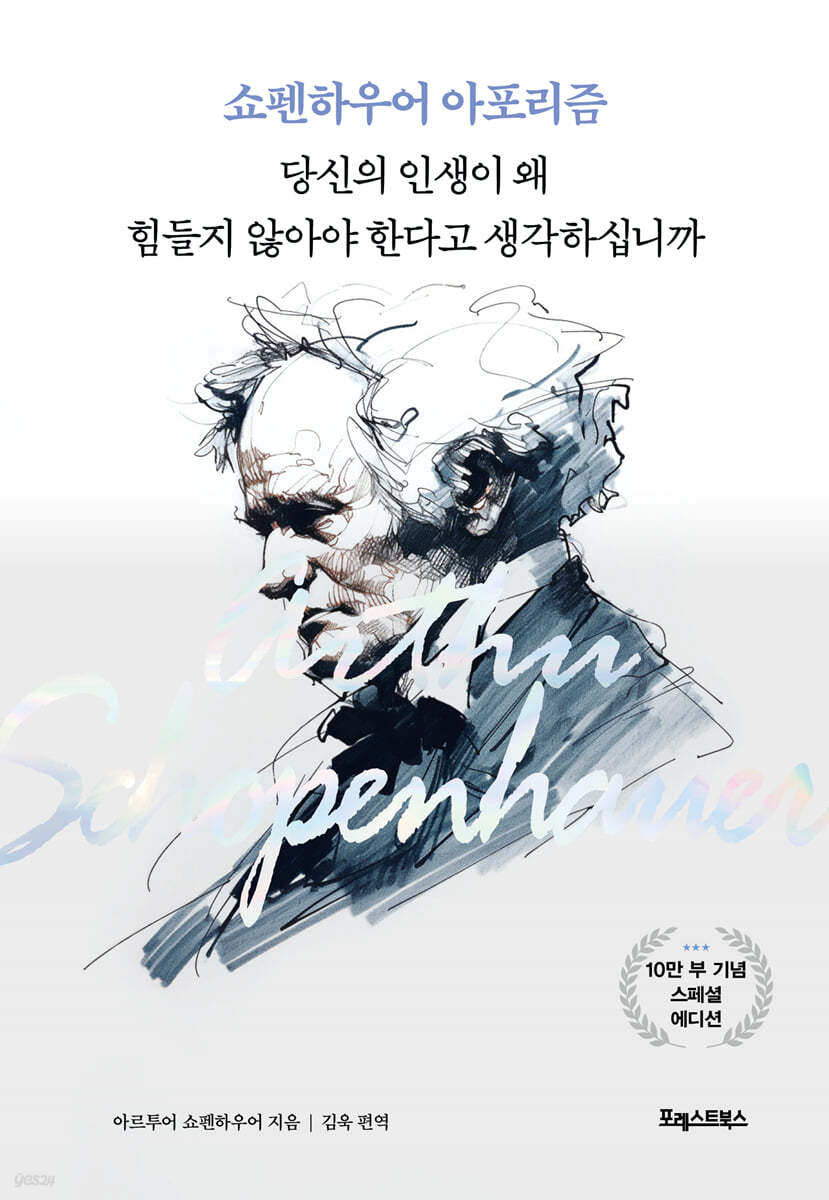 쇼펜하우어 아포리즘
당신의 인생이 왜
힘들지 않아야 한다고 생각하십니까
Arthu
Schopenhauer
★★★
10만 부 기념
스페셜
에디션
아르투어 쇼펜하우어 지음 | 김욱 편역
포레스트북스
yes24